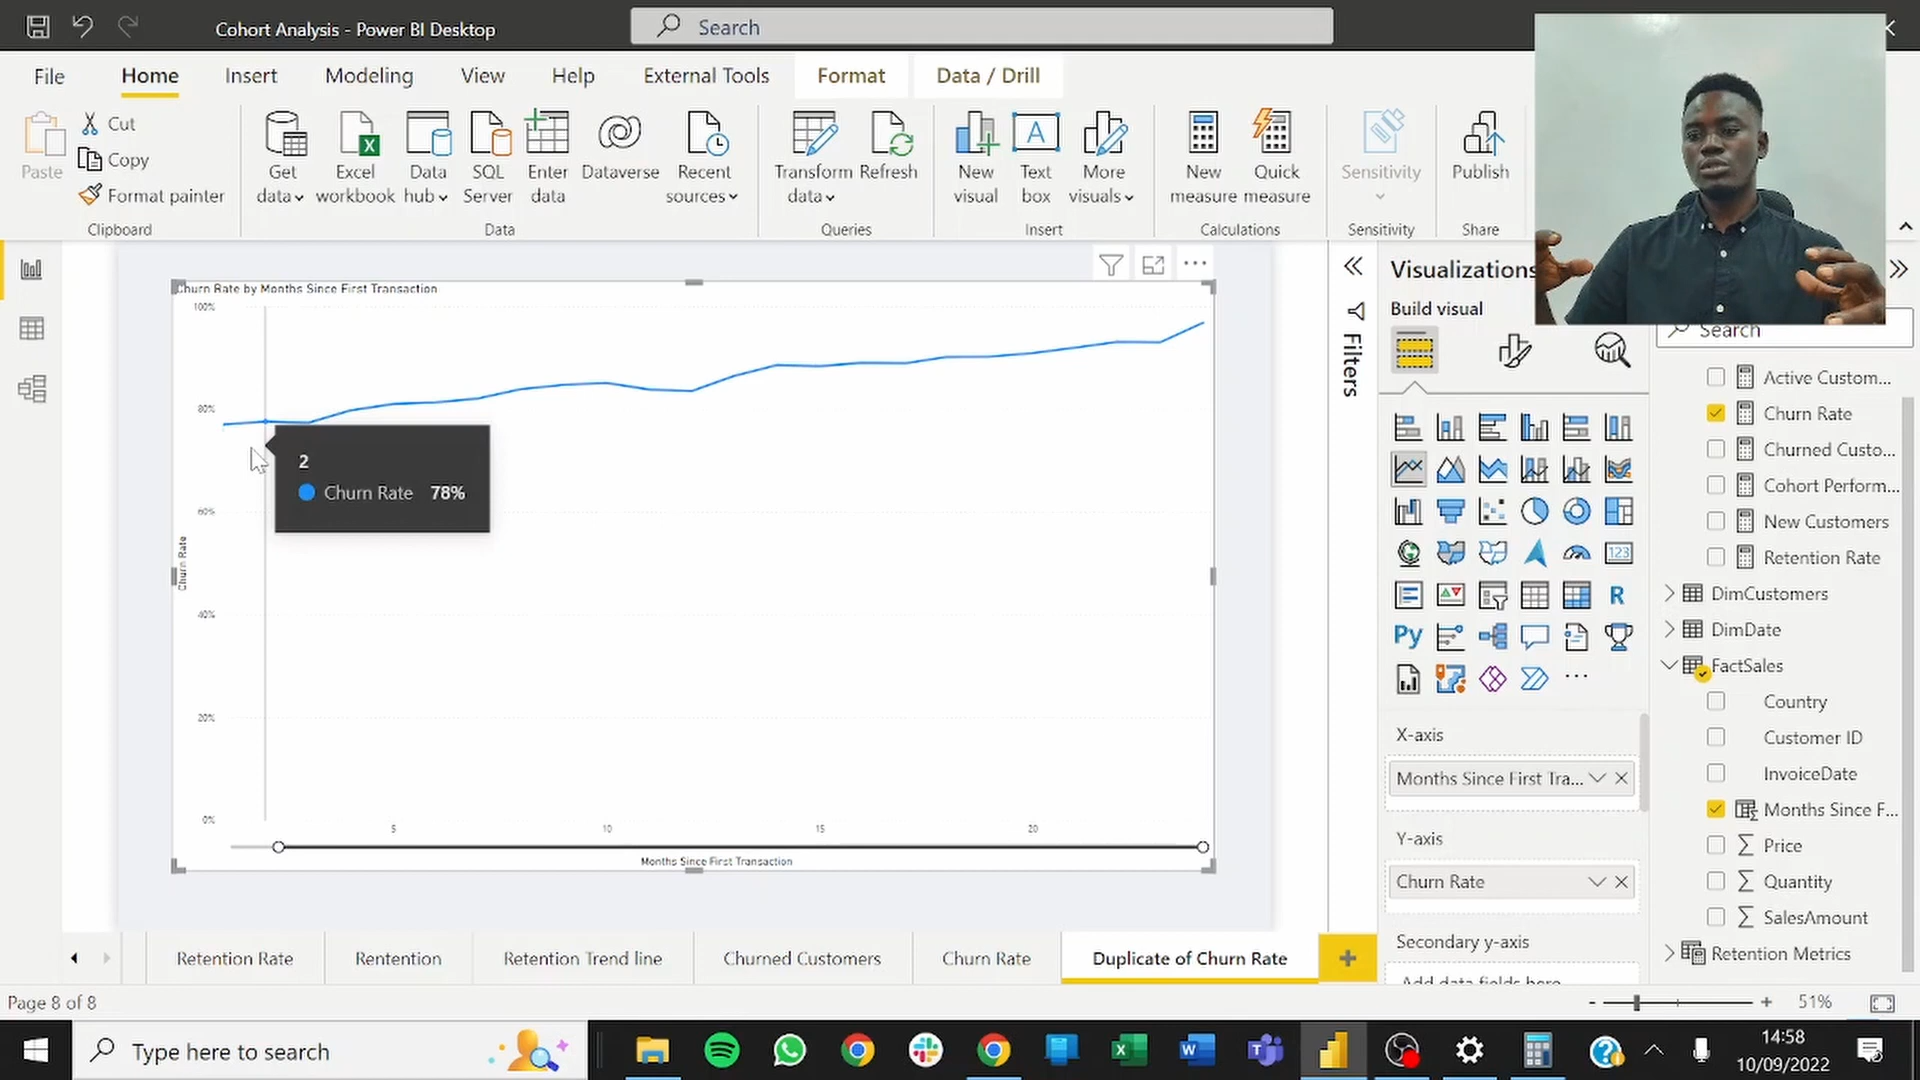 Cohort Analysis - Power BI Desktop
Search
File
Home
Insert
Modeling
View
Help
External Tools
Format
Data / Drill
Paste
Cut
Copy
Format painter
Clipboard
Get data
Excel workbook
Data hub
SQL Server
Enter data
Dataverse
Recent sources
Data
Transform data
Refresh
Queries
New visual
Text box
More visuals
Insert
New measure
Quick measure
Calculations
Sensitivity
Sensitivity
Publish
Share
Churn Rate by Months Since First Transaction
100%
80%
60%
40%
20%
0%
Churn Rate
2
Churn Rate 78%
5
10
15
20
Months Since First Transaction
Filters
Visualizations
Build visual
R
Py
123
X-axis
Months Since First Tra...
Y-axis
Churn Rate
Secondary y-axis
Add data fields here
Search
Active Custom...
Churn Rate
Churned Custo...
Cohort Perform...
New Customers
Retention Rate
DimCustomers
DimDate
FactSales
Country
Customer ID
InvoiceDate
Months Since F...
Price
Quantity
SalesAmount
Retention Metrics
Retention Rate
Rentention
Retention Trend line
Churned Customers
Churn Rate
Duplicate of Churn Rate
Page 8 of 8
51%
Type here to search
14:58
10/09/2022